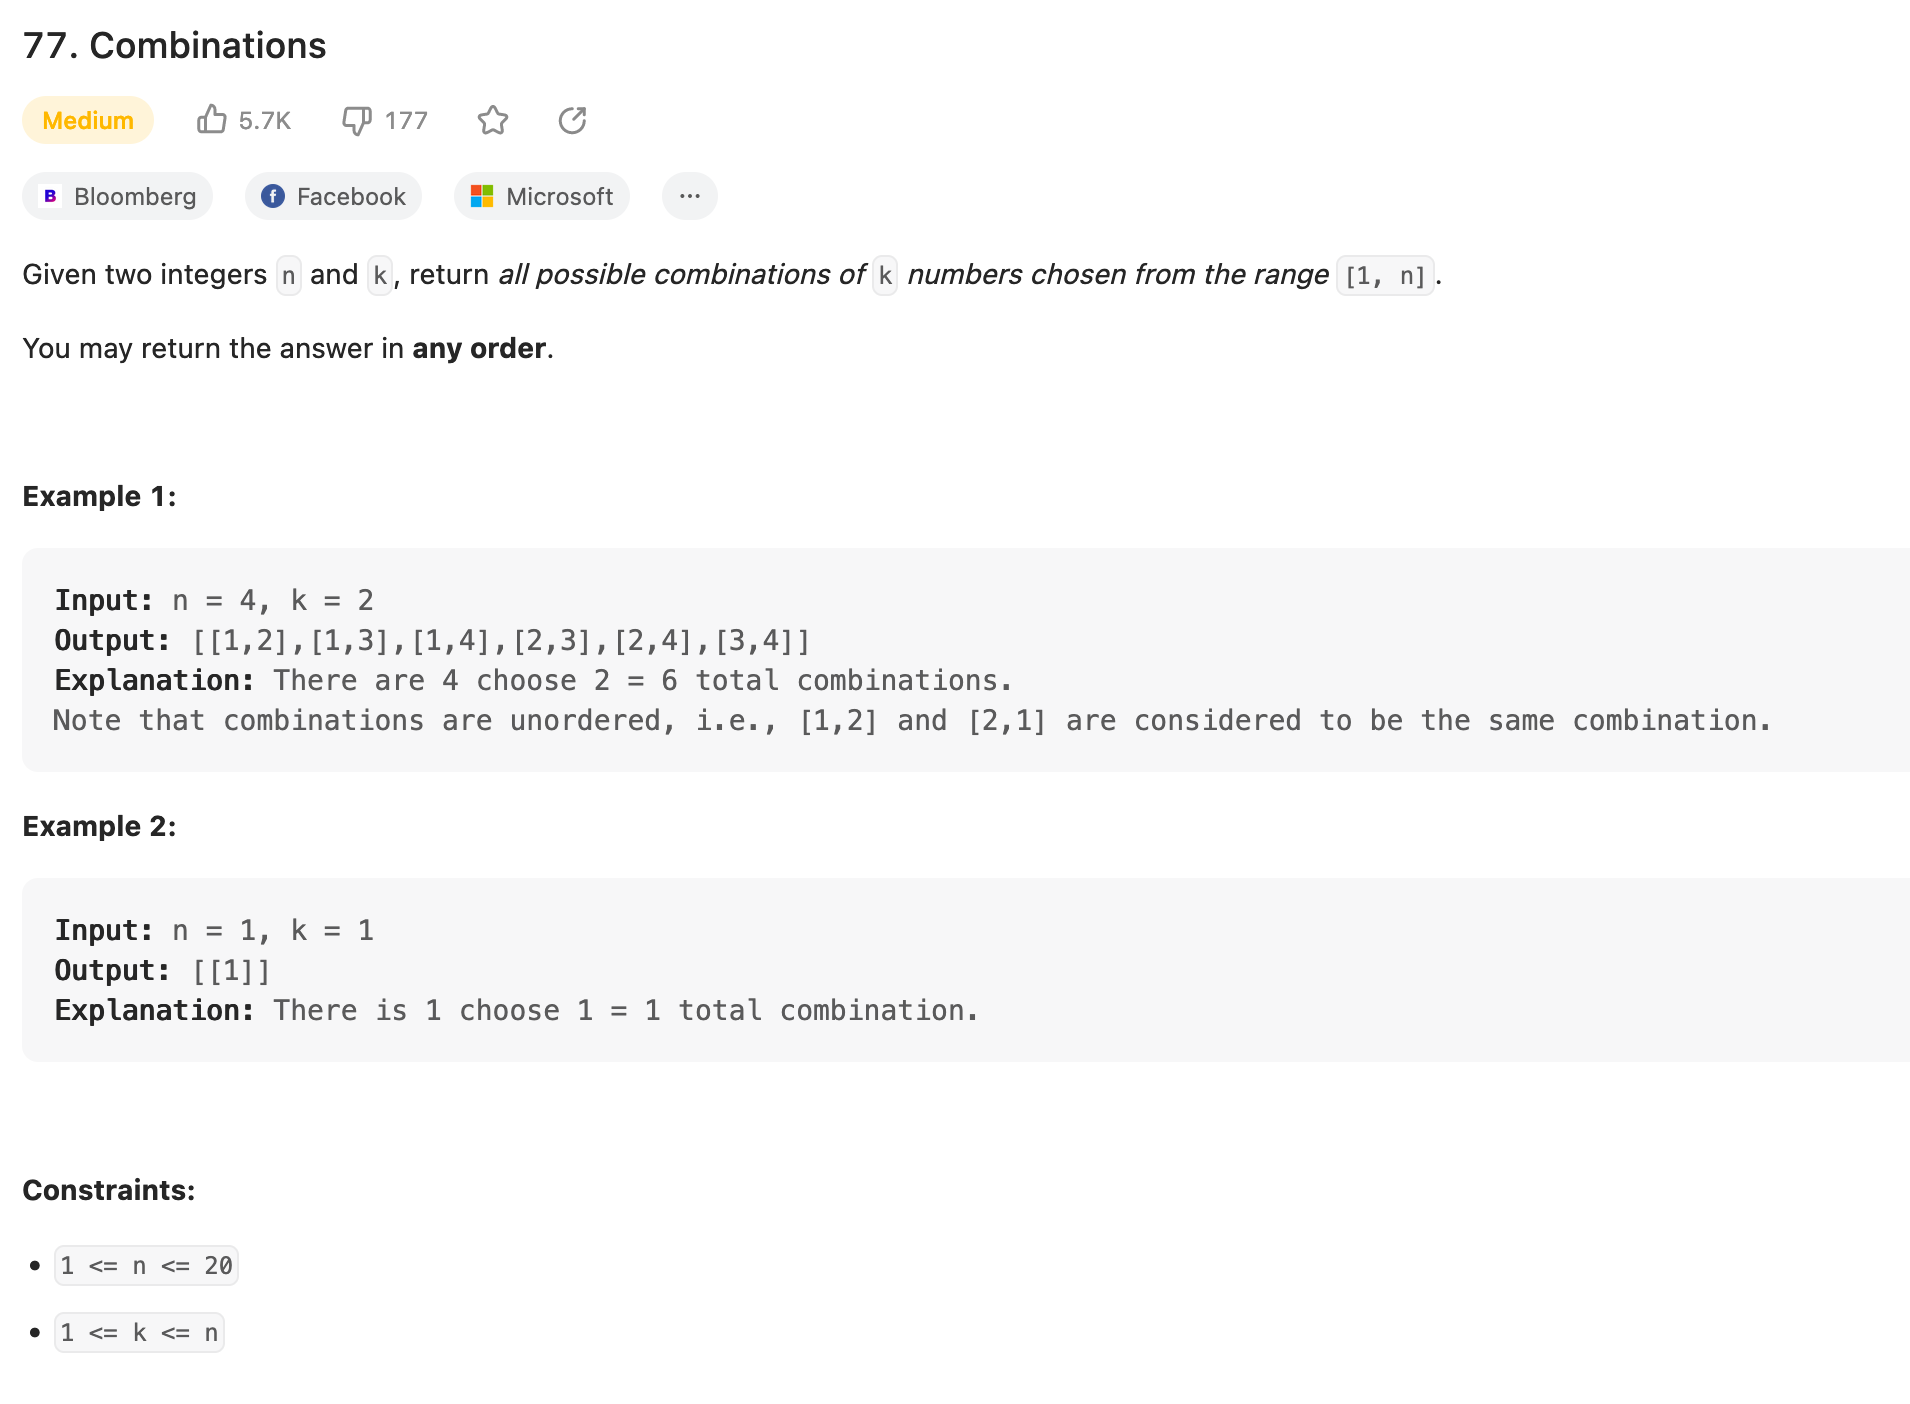 77. Combinations
Medium 5.7K 177
B Bloomberg f Facebook Microsoft ...
Given two integers n and k, return all possible combinations of k numbers chosen from the range [1, n].
You may return the answer in any order.
Example 1:
Input: n = 4, k = 2
Output: [[1,2],[1,3],[1,4],[2,3],[2,4],[3,4]]
Explanation: There are 4 choose 2 = 6 total combinations.
Note that combinations are unordered, i.e., [1,2] and [2,1] are considered to be the same combination.
Example 2:
Input: n = 1, k = 1
Output: [[1]]
Explanation: There is 1 choose 1 = 1 total combination.
Constraints:
• 1 <= n <= 20
• 1 <= k <= n